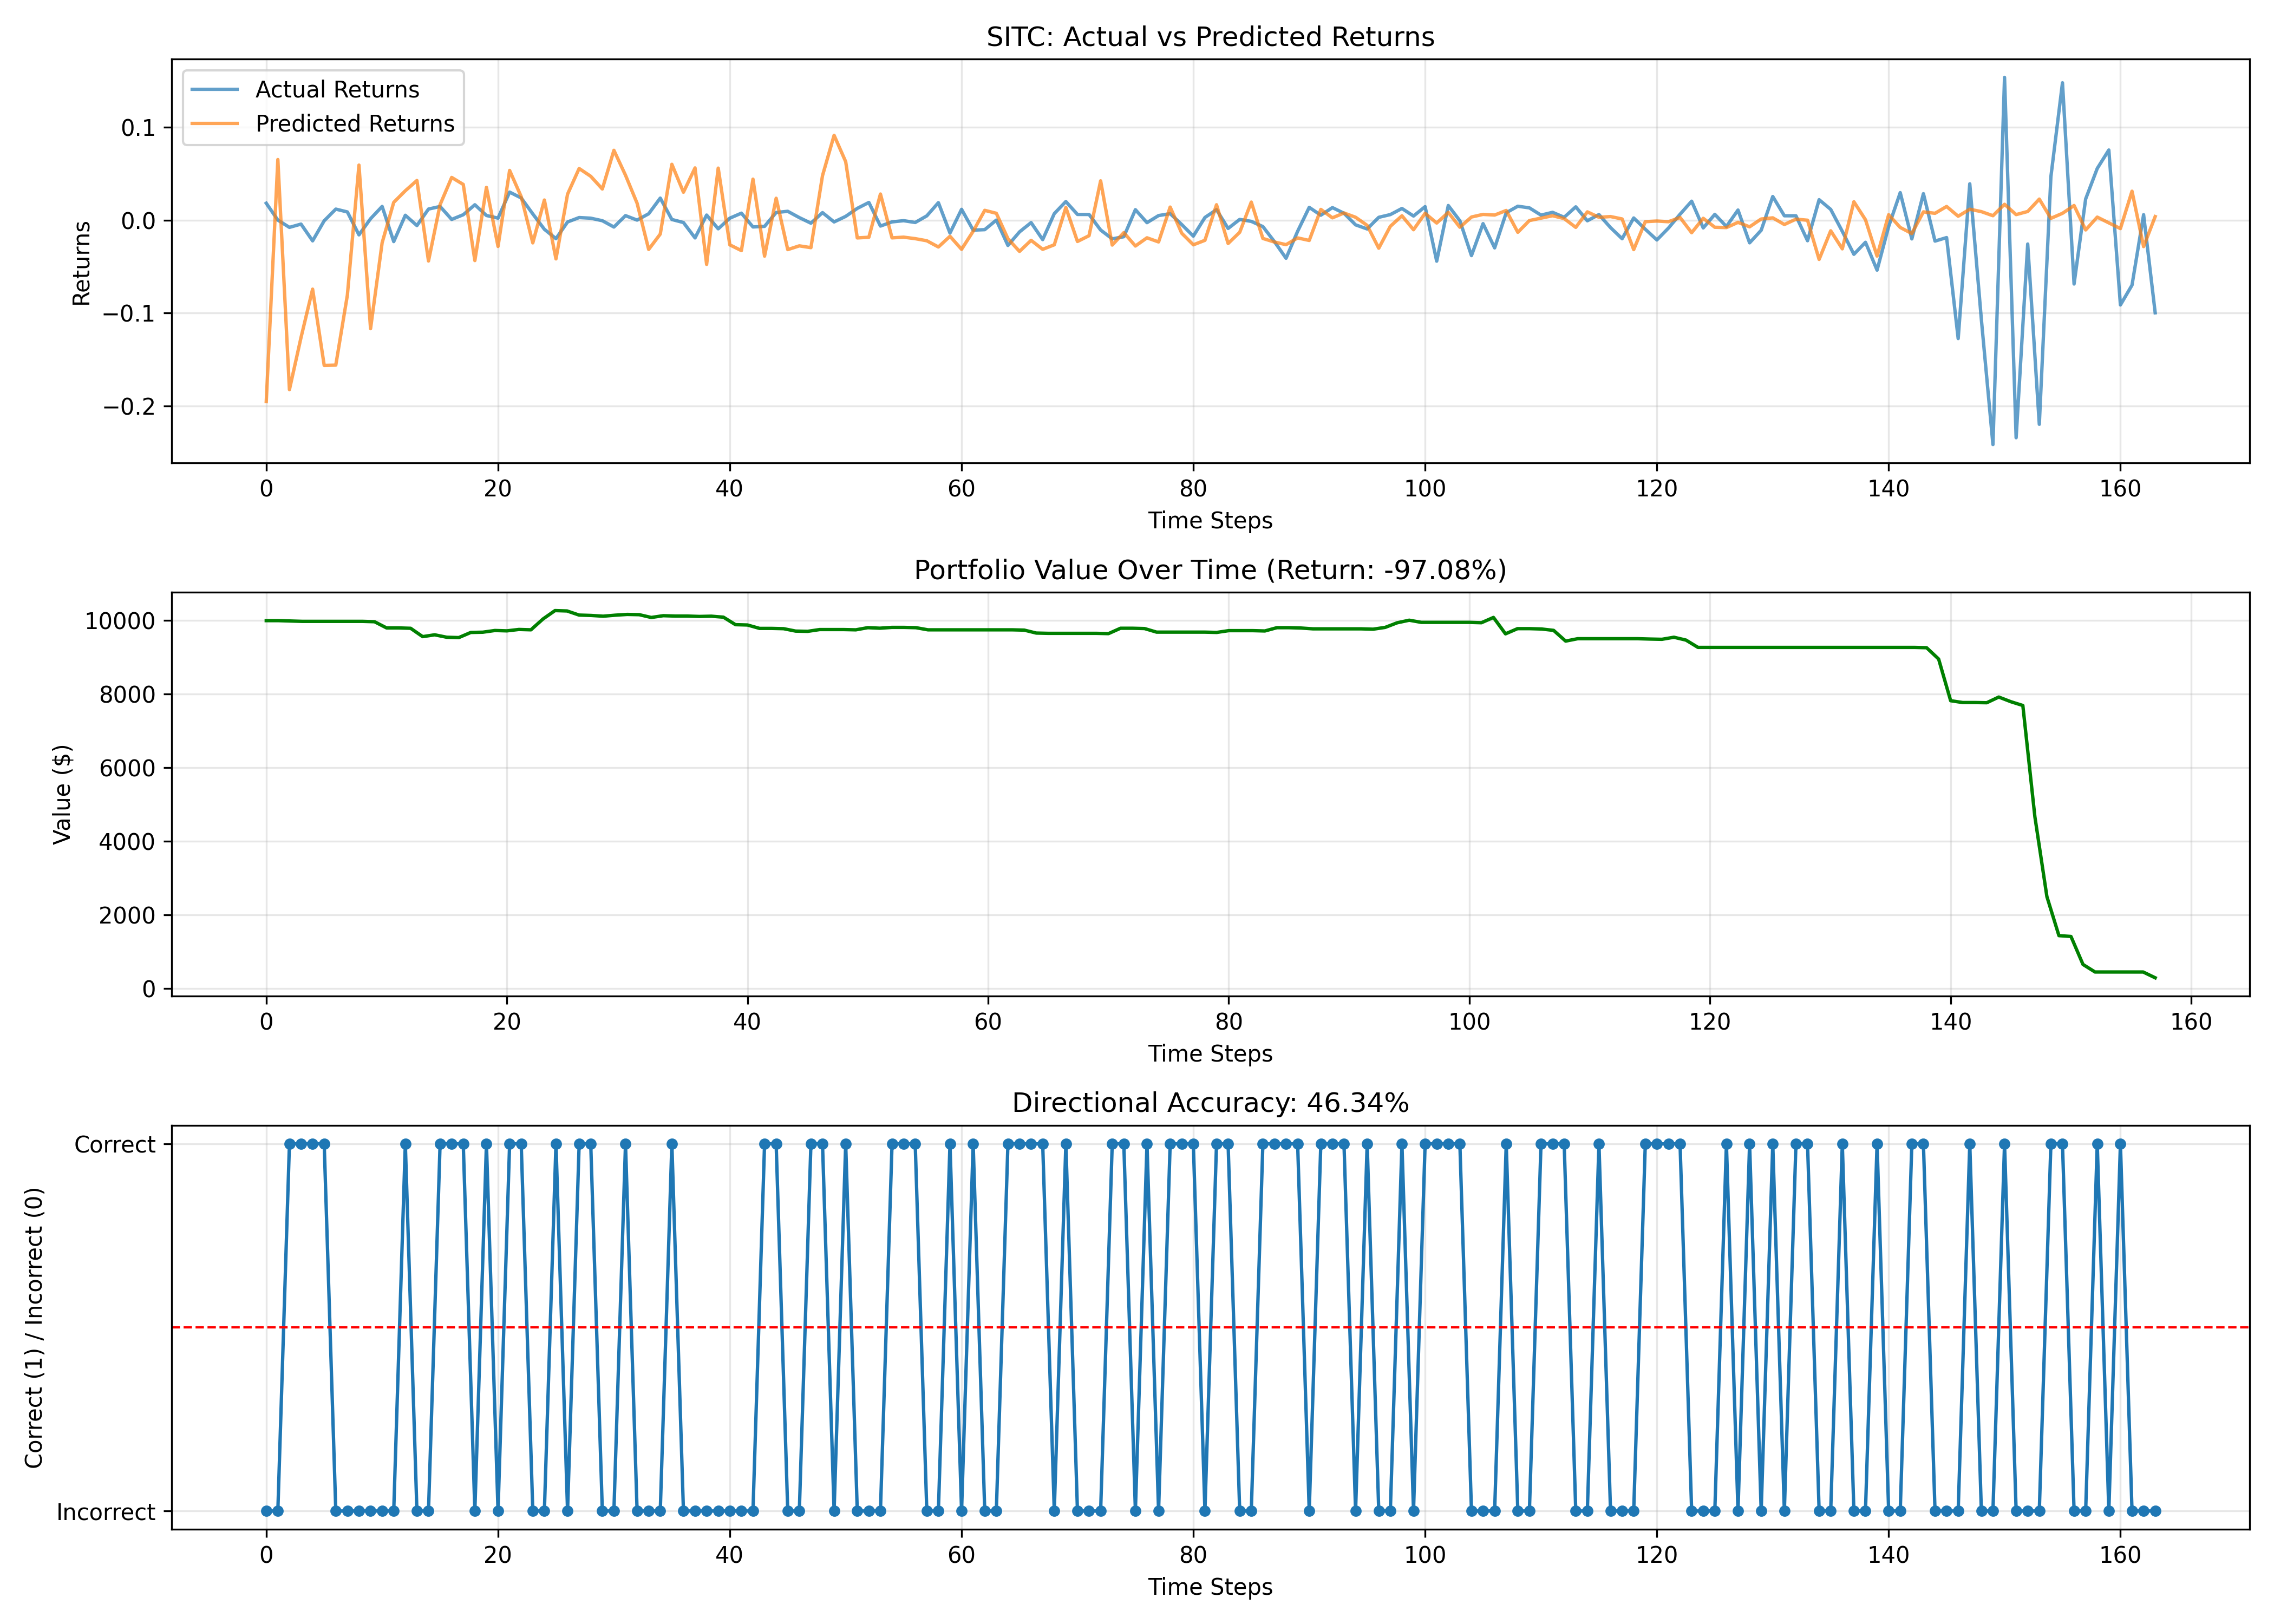 SITC: Actual vs Predicted Returns
Actual Returns
Predicted Returns
Returns
0.1
0.0
−0.1
−0.2
0 20 40 60 80 100 120 140 160
Time Steps
Portfolio Value Over Time (Return: -97.08%)
Value ($)
10000
8000
6000
4000
2000
0
0 20 40 60 80 100 120 140 160
Time Steps
Directional Accuracy: 46.34%
Correct (1) / Incorrect (0)
Correct
Incorrect
0 20 40 60 80 100 120 140 160
Time Steps